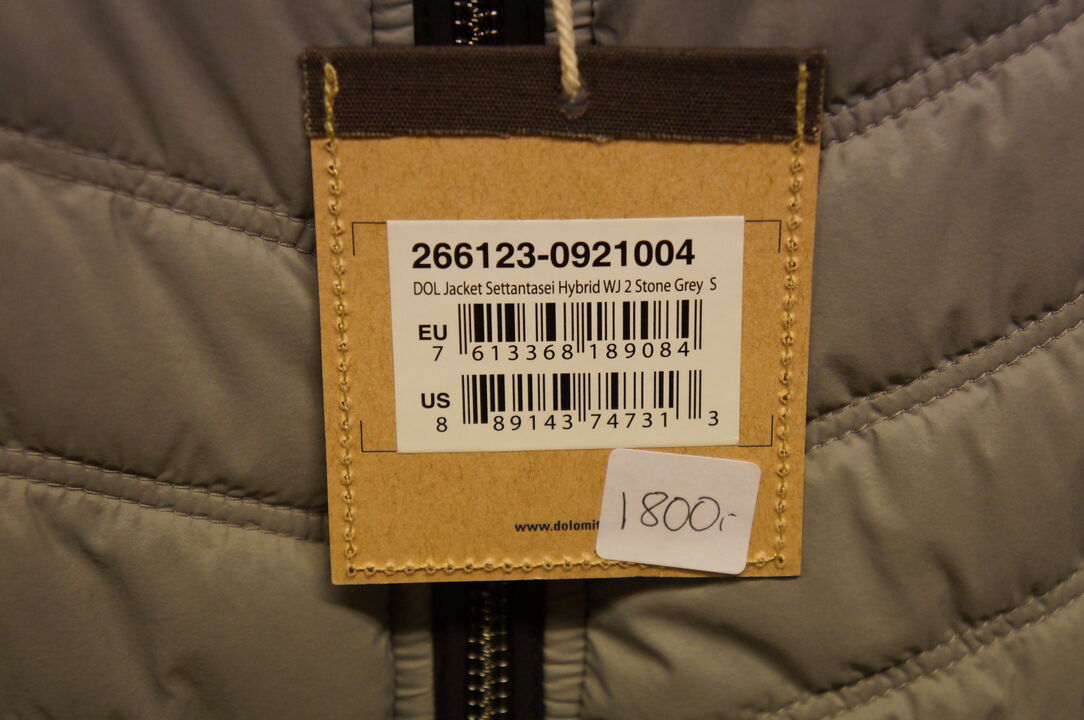 266123-0921004
DOL Jacket Settantasei Hybrid WJ 2 Stone Grey S
EU
7 613368 189084
US
8 89143 74731 3
1800,-